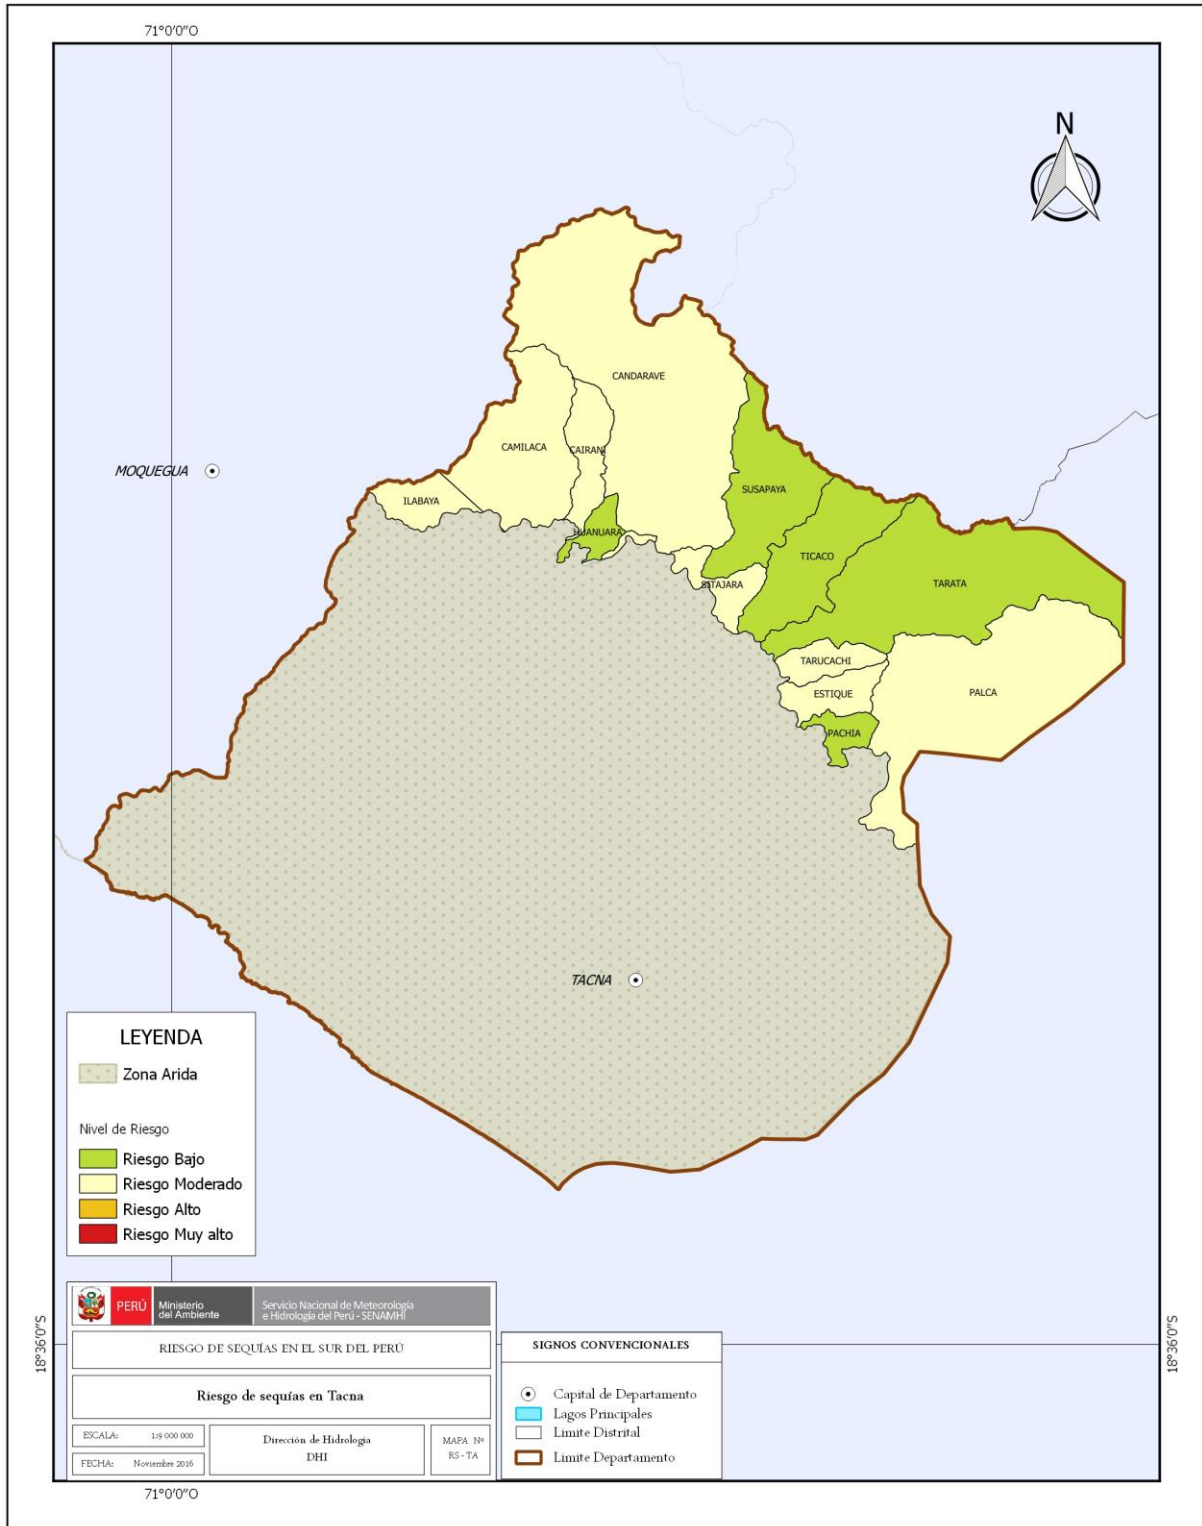 71°0'0"O
N
CANDARAVE
CAMILACA
CAIRANI
MOQUEGUA
SUSAPAYA
ILABAYA
HUANUARA
TICACO
SITAJARA
TARATA
TARUCACHI
ESTIQUE
PALCA
PACHIA
TACNA
LEYENDA
Zona Arida
Nivel de Riesgo
Riesgo Bajo
Riesgo Moderado
Riesgo Alto
Riesgo Muy alto
PERÚ
Ministerio
del Ambiente
Servicio Nacional de Meteorología
e Hidrología del Perú - SENAMHI
RIESGO DE SEQUÍAS EN EL SUR DEL PERÚ
Riesgo de sequías en Tacna
ESCALA: 1:9 000 000
FECHA: Noviembre 2016
Dirección de Hidrología
DHI
MAPA Nº
RS - TA
SIGNOS CONVENCIONALES
Capital de Departamento
Lagos Principales
Limite Distrital
Limite Departamento
18°36'0"S
18°36'0"S
71°0'0"O